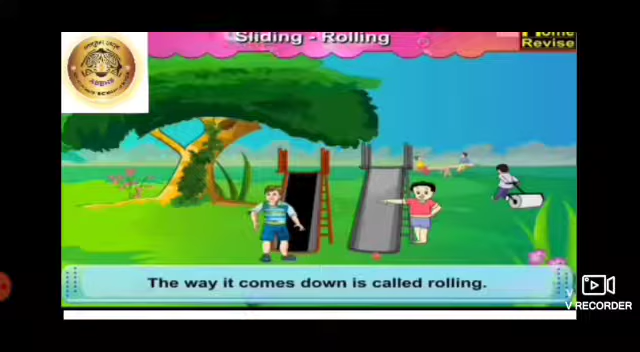 Sliding - Rolling
Home
Revise
The way it comes down is called rolling.
V RECORDER